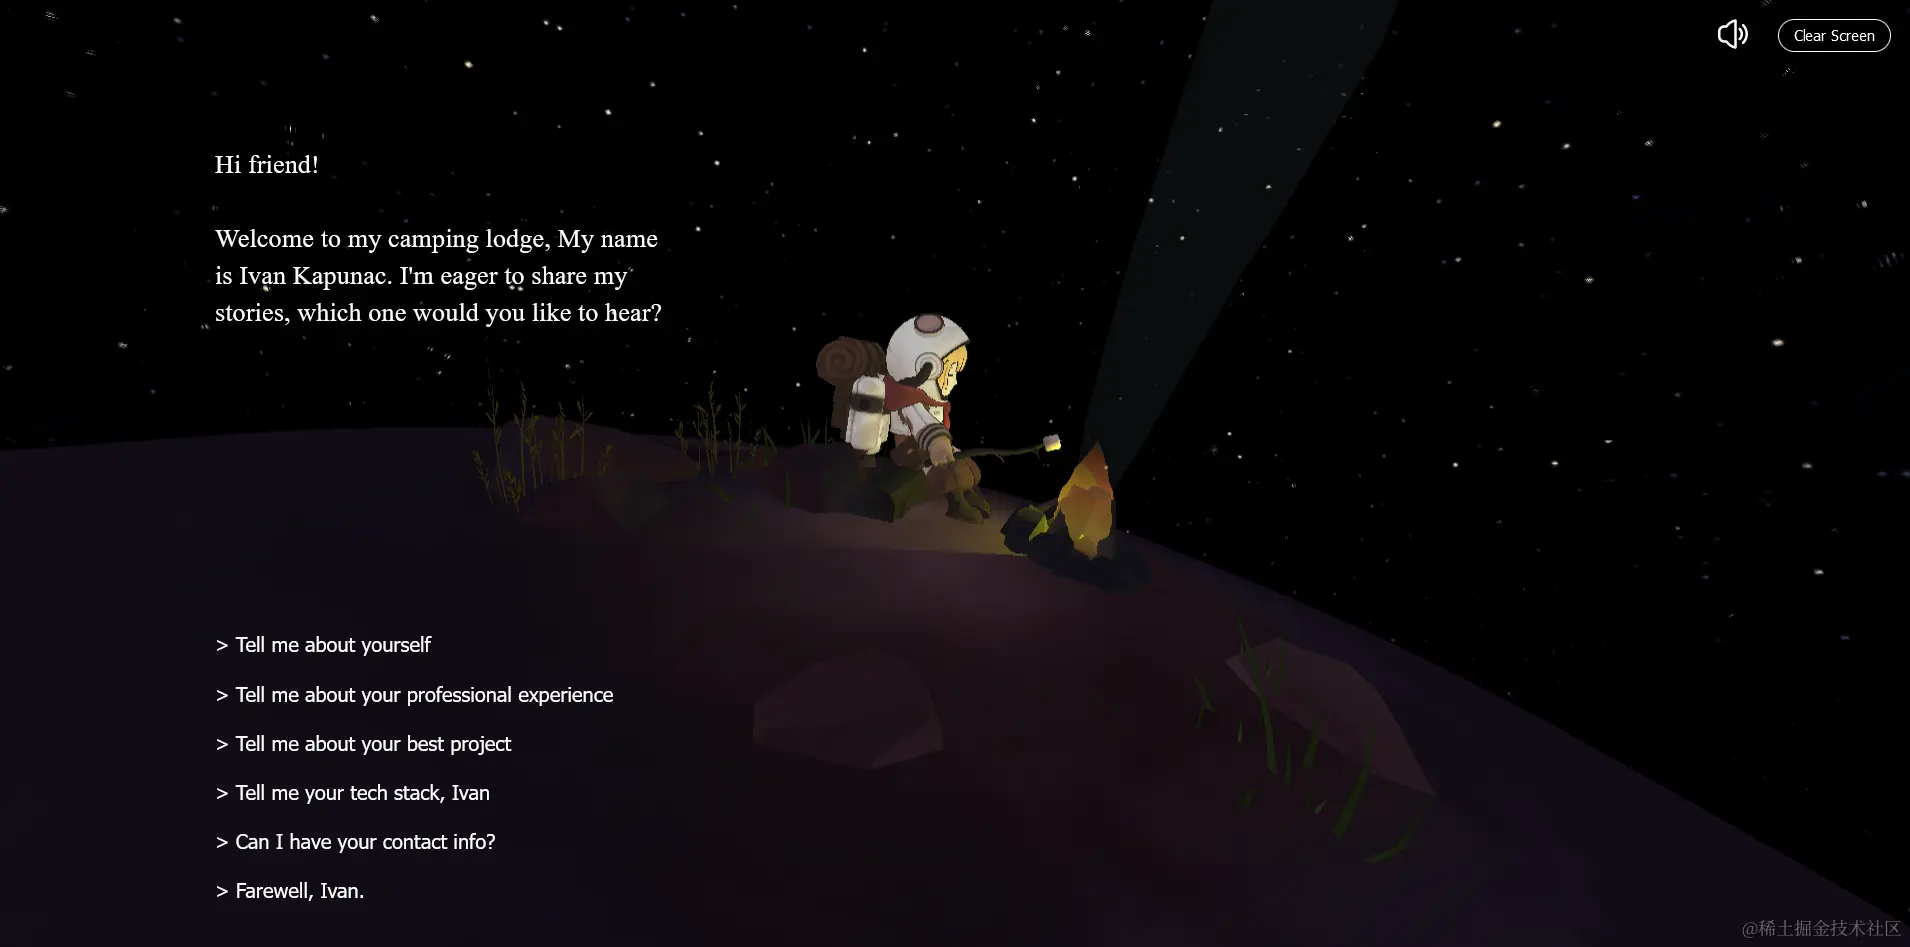 Clear Screen
Hi friend!
Welcome to my camping lodge, My name
is Ivan Kapunac. I'm eager to share my
stories, which one would you like to hear?
> Tell me about yourself
> Tell me about your professional experience
> Tell me about your best project
> Tell me your tech stack, Ivan
> Can I have your contact info?
> Farewell, Ivan.
@稀土掘金技术社区